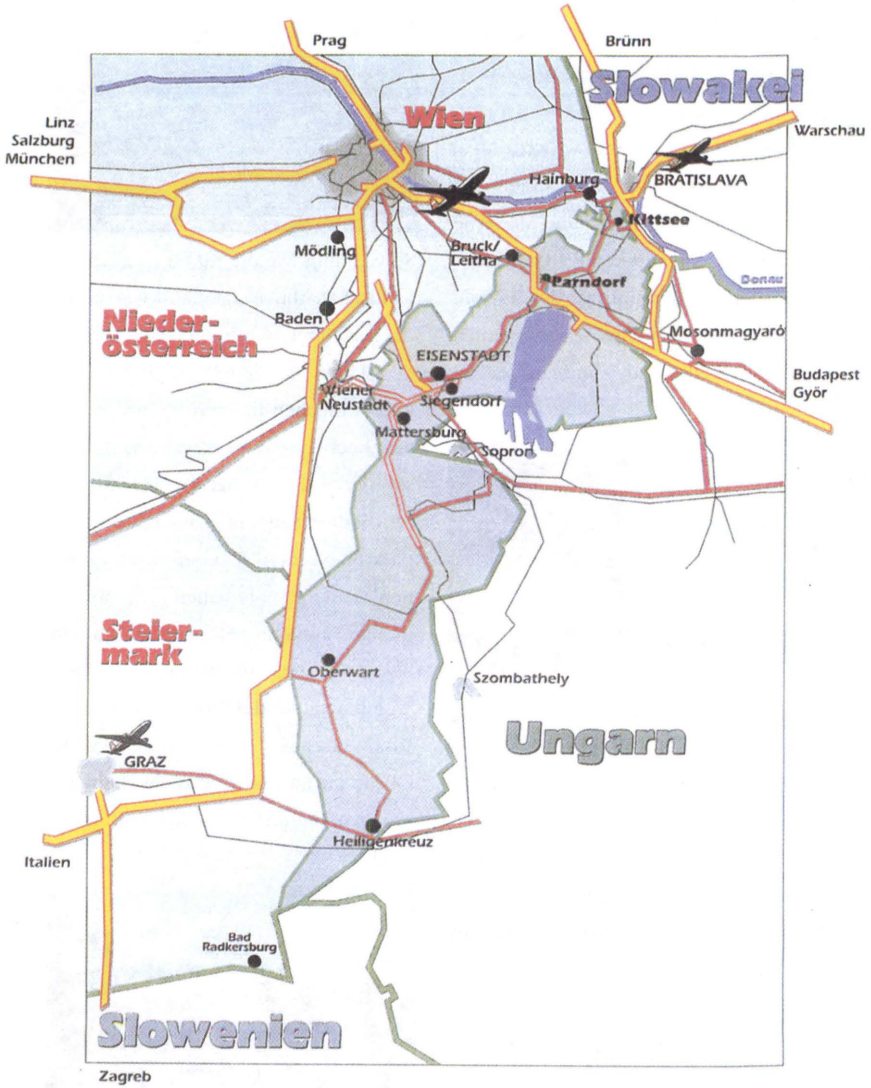 Prag
Brünn
Slowakei
Wien
Linz
Salzburg
München
Warschau
Hainburg
BRATISLAVA
Kittsee
Mödling
Bruck/
Leitha
Parndorf
Donau
Nieder-
österreich
Baden
Mosonmagyaró
EISENSTADT
Wiener
Neustadt
Siegendorf
Budapest
Györ
Mattersburg
Sopron
Steier-
mark
Oberwart
Szombathely
Ungarn
GRAZ
Heiligenkreuz
Italien
Bad
Radkersburg
Slowenien
Zagreb